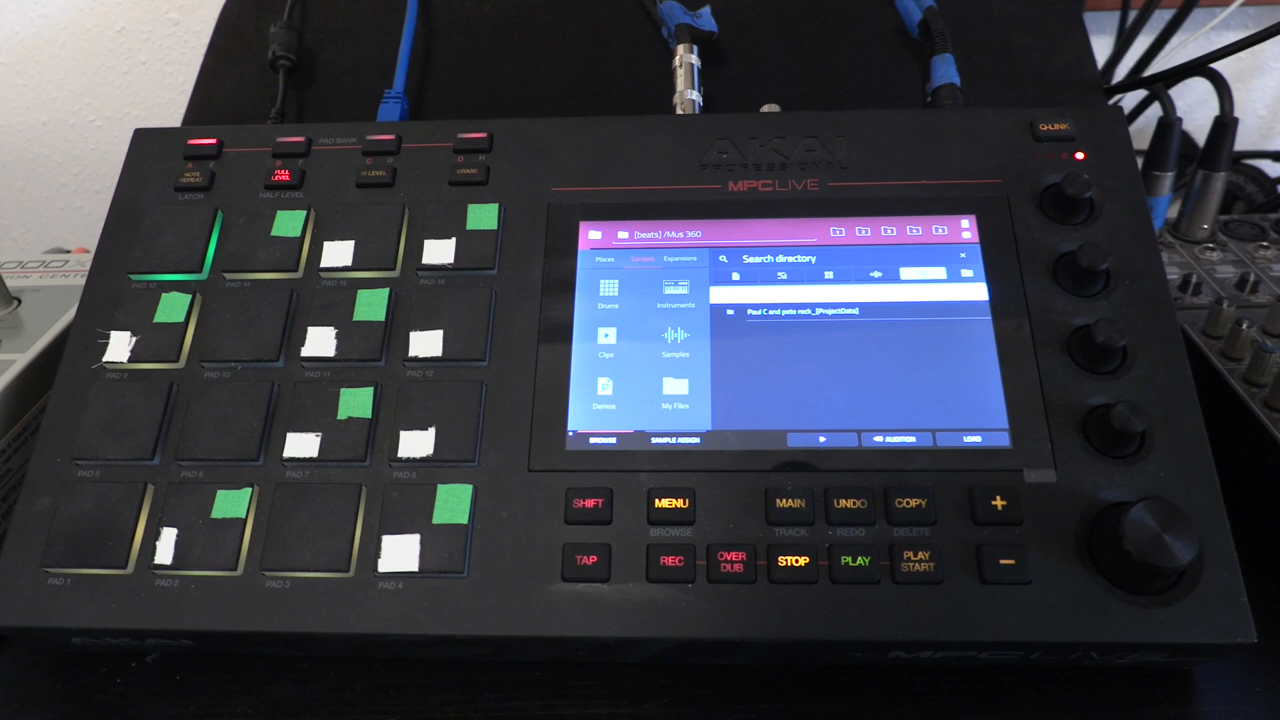 PAD BANK
A
B F
C G
D H
NOTE REPEAT
FULL LEVEL
16 LEVEL
ERASE
LATCH
HALF LEVEL
AKAI
PROFESSIONAL
MPC LIVE
Q-LINK
[beats] /Mus 360
Places Content Expansions
Search directory
Drums Instruments
Clips Samples
Demos My Files
Paul C and pete rock_[ProjectData]
BROWSE SAMPLE ASSIGN AUDITION LOAD
PAD 13 PAD 14 PAD 15 PAD 16
PAD 9 PAD 10 PAD 11 PAD 12
PAD 5 PAD 6 PAD 7 PAD 8
PAD 1 PAD 2 PAD 3 PAD 4
SHIFT MENU MAIN UNDO COPY +
BROWSE TRACK REDO DELETE
TAP REC OVER DUB STOP PLAY PLAY START −
AKAI
MPC LIVE